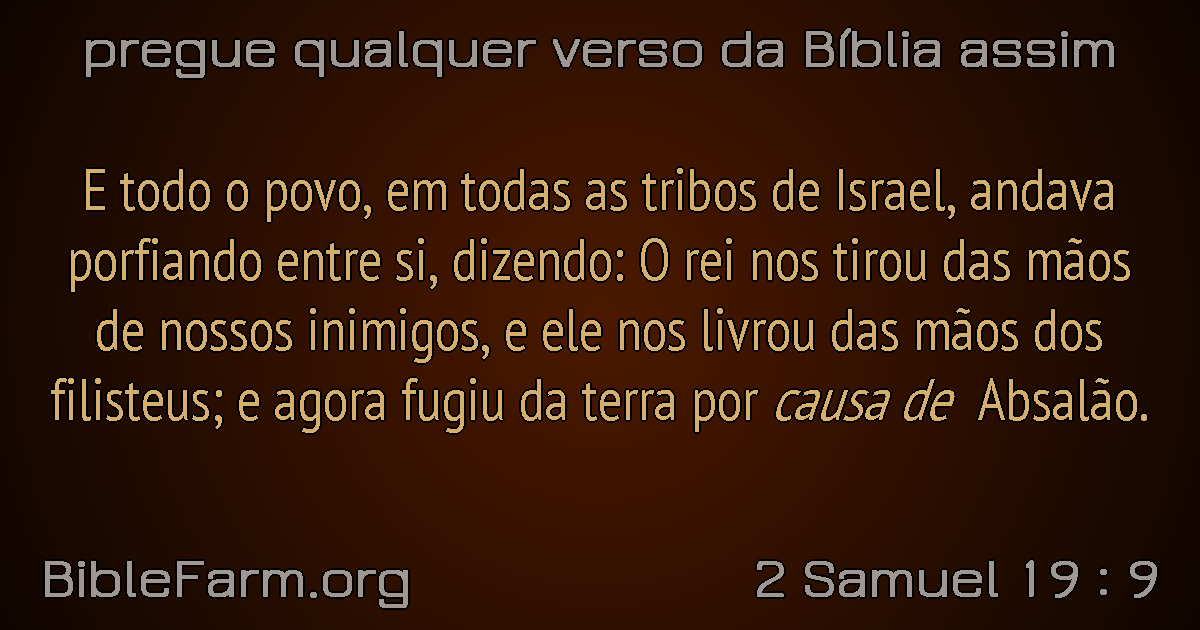 pregue qualquer verso da Bíblia assim
E todo o povo, em todas as tribos de Israel, andava
porfiando entre si, dizendo: O rei nos tirou das mãos
de nossos inimigos, e ele nos livrou das mãos dos
filisteus; e agora fugiu da terra por causa de Absalão.
BibleFarm.org
2 Samuel 19 : 9